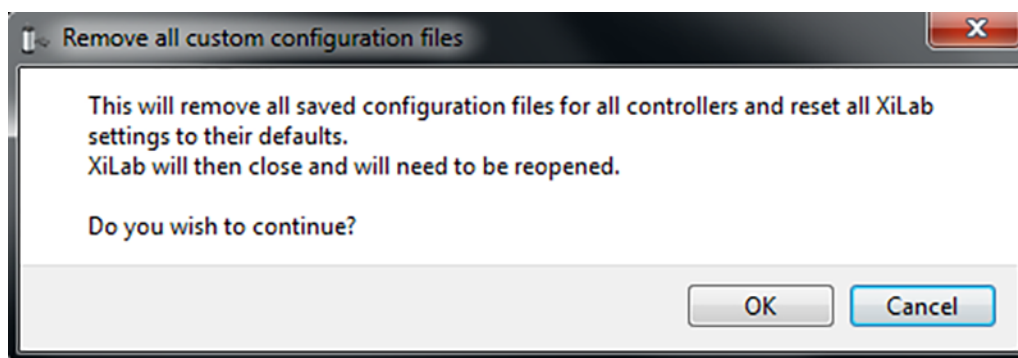 Remove all custom configuration files
This will remove all saved configuration files for all controllers and reset all XiLab
settings to their defaults.
XiLab will then close and will need to be reopened.
Do you wish to continue?
OK
Cancel